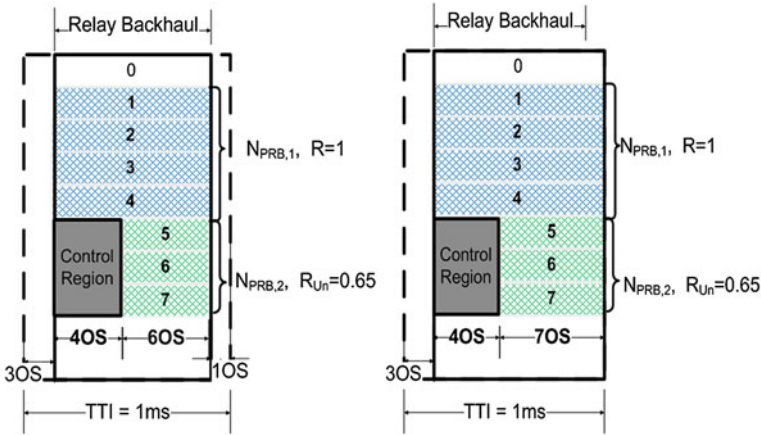 Relay Backhaul
0
1
2
3
4
5
6
7
N_PRB,1, R=1
Control
Region
N_PRB,2, R_Un=0.65
4OS
6OS
3OS
1OS
TTI = 1ms
Relay Backhaul
0
1
2
3
4
5
6
7
N_PRB,1, R=1
Control
Region
N_PRB,2, R_Un=0.65
4OS
7OS
3OS
TTI = 1ms